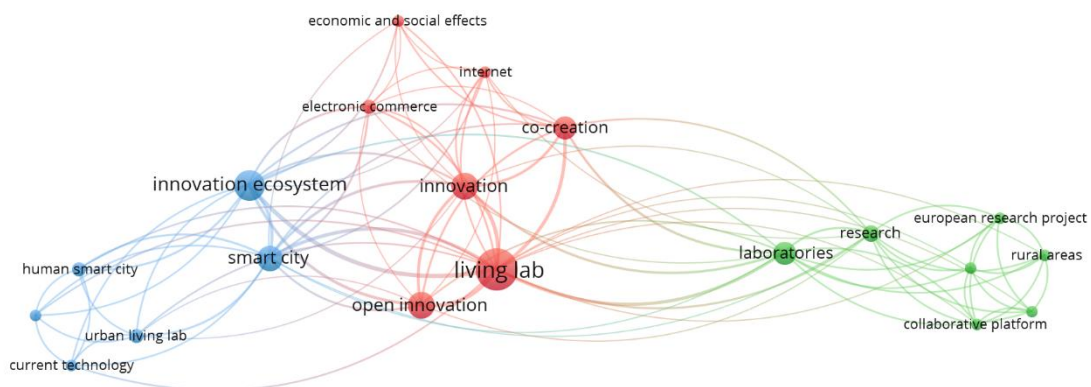 economic and social effects
internet
electronic commerce
co-creation
innovation ecosystem
innovation
european research project
research
laboratories
rural areas
smart city
living lab
human smart city
open innovation
collaborative platform
urban living lab
current technology